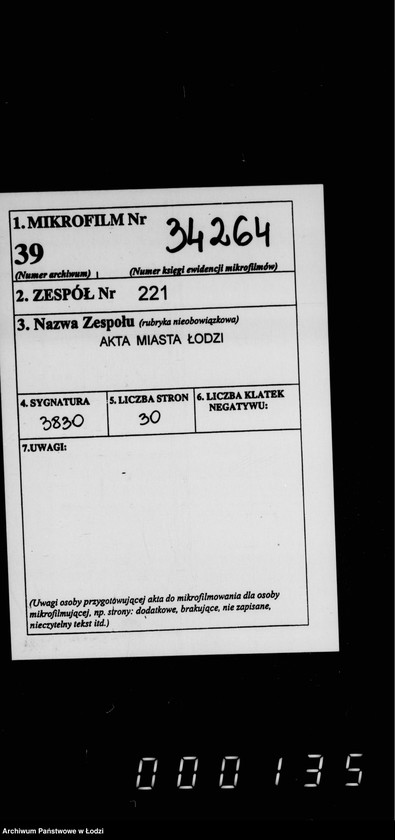 1. MIKROFILM Nr 34264
39
(Numer archiwum) (Numer księgi ewidencji mikrofilmów)
2. ZESPÓŁ Nr 221
3. Nazwa Zespołu (rubryka nieobowiązkowa)
AKTA MIASTA ŁODZI
4. SYGNATURA
3830
5. LICZBA STRON
30
6. LICZBA KLATEK
NEGATYWU:
7.UWAGI:
(Uwagi osoby przygotówującej akta do mikrofilmowania dla osoby
mikrofilmującej, np. strony: dodatkowe, brakujące, nie zapisane,
nieczytelny tekst itd.)
000135
Archiwum Państwowe w Łodzi